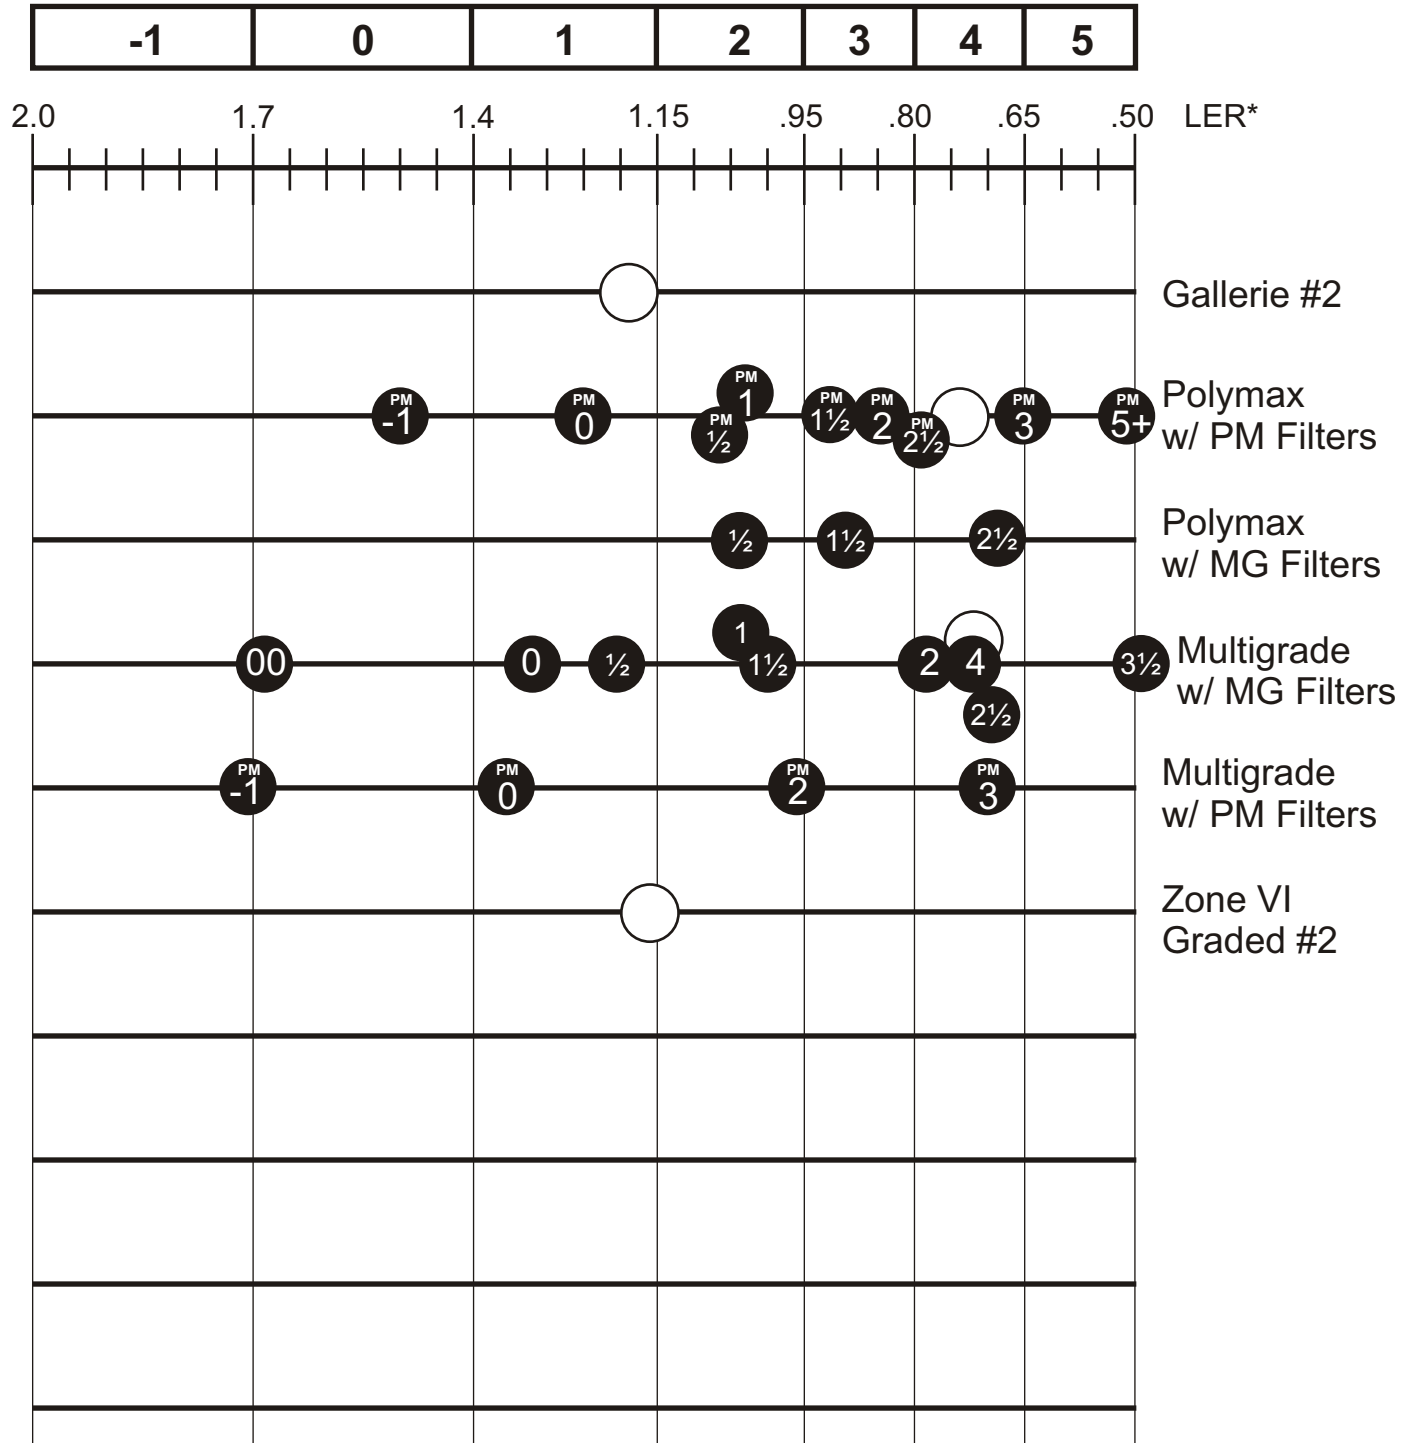 -1 0 1 2 3 4 5
2.0 1.7 1.4 1.15 .95 .80 .65 .50 LER*
Gallerie #2
PM -1 PM 0 PM ½ PM 1 PM 1½ PM 2 PM 2½ PM 3 PM 5+
Polymax
w/ PM Filters
½ 1½ 2½
Polymax
w/ MG Filters
00 0 ½ 1 1½ 2 4 2½ 3½
Multigrade
w/ MG Filters
PM -1 PM 0 PM 2 PM 3
Multigrade
w/ PM Filters
Zone VI
Graded #2